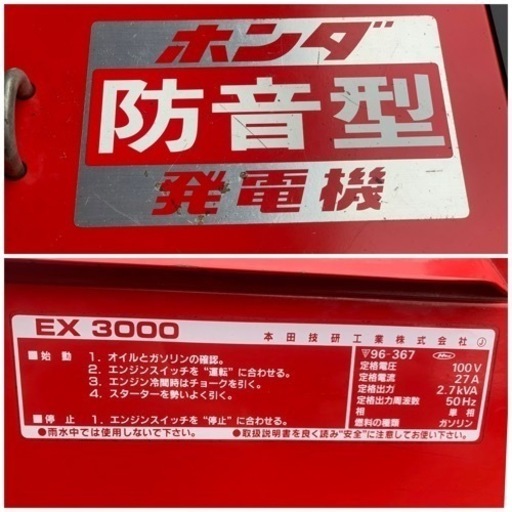 ホンダ
防音型
発電機
EX 3000
本田技研工業株式会社 Ⓙ
■始動 1. オイルとガソリンの確認。
2. エンジンスイッチを“運転”に合わせる。
3. エンジン冷間時はチョークを引く。
4. スターターを勢いよく引く。
■停止 1. エンジンスイッチを“停止”に合わせる。
●雨水中では使用しないで下さい。 ●取扱説明書を良く読み“安全”に注意してお使い下さい。
▽96-367
定格電圧 100V
定格電流 27A
定格出力 2.7kVA
定格出力周波数 50Hz
相 単相
燃料の種類 ガソリン